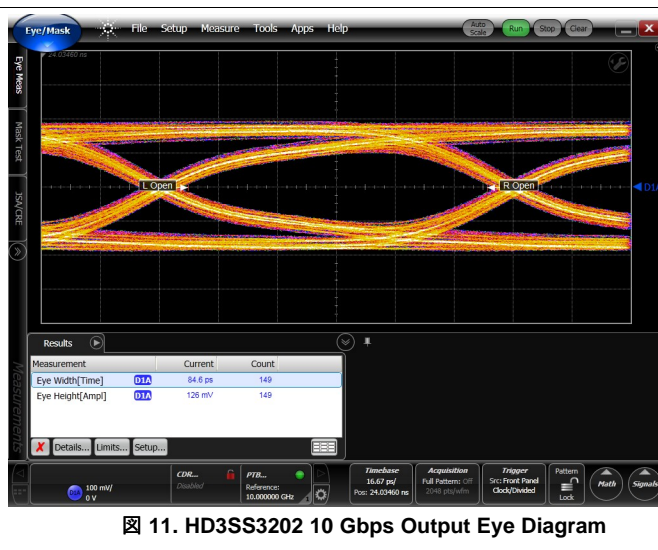 Eye/Mask File Setup Measure Tools Apps Help Auto Scale Run Stop Clear
24.03460 ns
Eye Meas
Mask Test
JSA/CRE
L Open R Open D1A
Results
Measurement Current Count
Eye Width[Time] D1A 84.6 ps 149
Eye Height[Ampl] D1A 126 mV 149
Measurements
Details... Limits... Setup...
D1A 100 mV/
0 V
CDR...
Disabled
PTB...
Reference:
10.000000 GHz
Timebase
16.67 ps/
Pos: 24.03460 ns
Acquisition
Full Pattern: Off
2048 pts/wfm
Trigger
Src: Front Panel
Clock/Divided
Pattern
Lock
Math
Signals
図 11. HD3SS3202 10 Gbps Output Eye Diagram